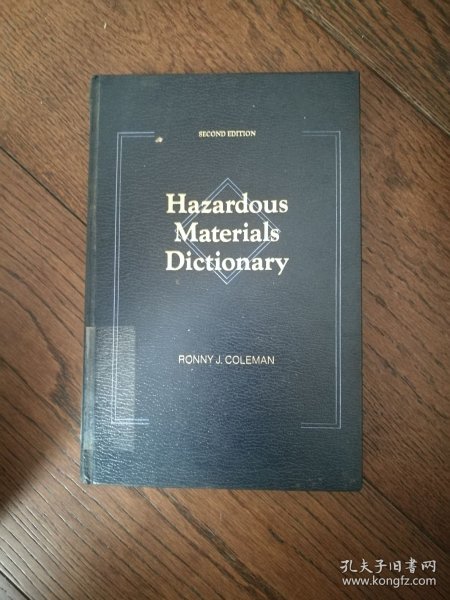 SECOND EDITION
Hazardous
Materials
Dictionary
RONNY J. COLEMAN
孔夫子旧书网
www.kongfz.com